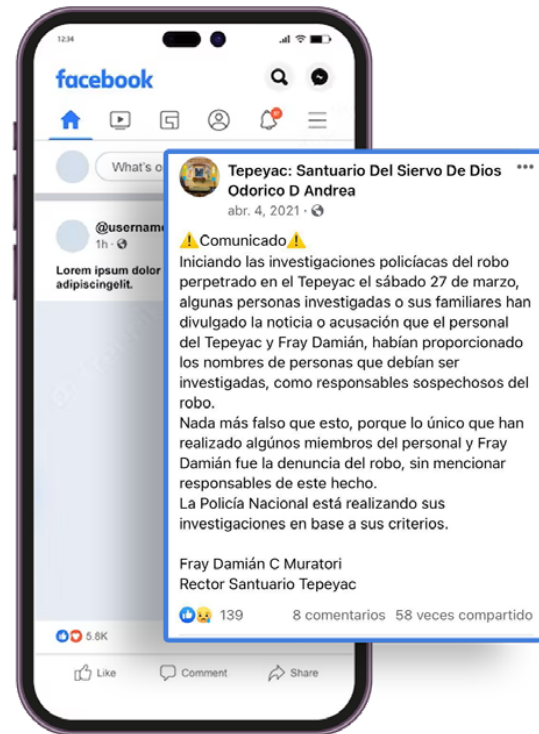 1234
facebook
What's o
@usernam
1h ·
Lorem ipsum dolor
adipiscingelit.
Tepeyac: Santuario Del Siervo De Dios
Odorico D Andrea
abr. 4, 2021 ·
⚠️Comunicado⚠️
Iniciando las investigaciones policíacas del robo
perpetrado en el Tepeyac el sábado 27 de marzo,
algunas personas investigadas o sus familiares han
divulgado la noticia o acusación que el personal
del Tepeyac y Fray Damián, habían proporcionado
los nombres de personas que debían ser
investigadas, como responsables sospechosos del
robo.
Nada más falso que esto, porque lo único que han
realizado algúnos miembros del personal y Fray
Damián fue la denuncia del robo, sin mencionar
responsables de este hecho.
La Policía Nacional está realizando sus
investigaciones en base a sus criterios.
Fray Damián C Muratori
Rector Santuario Tepeyac
139 8 comentarios 58 veces compartido
5.8K
Like Comment Share